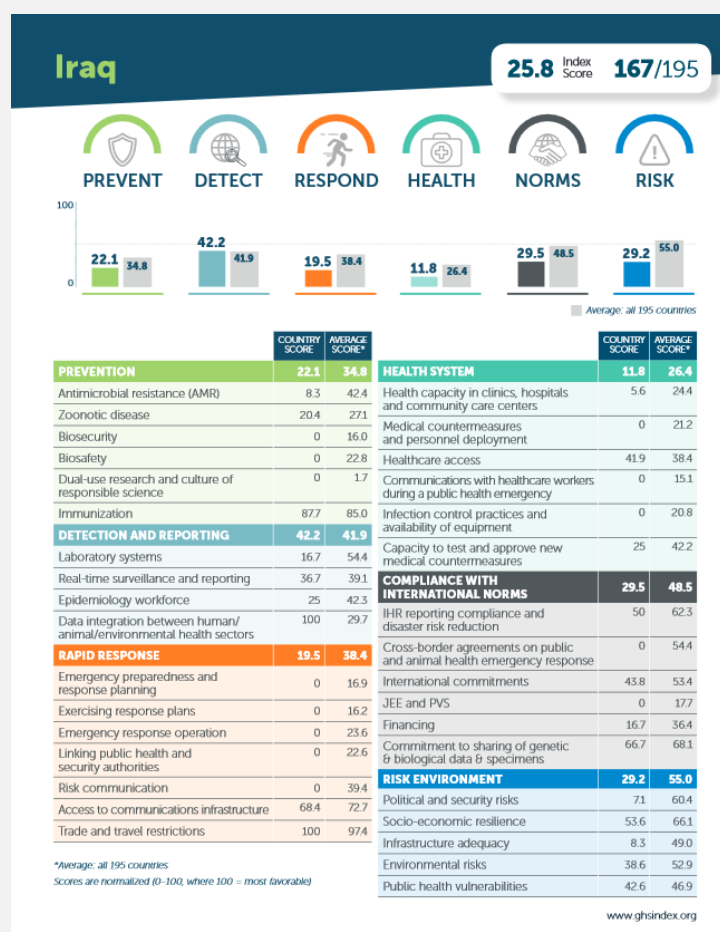 Iraq
25.8 Index Score 167/195
PREVENT DETECT RESPOND HEALTH NORMS RISK
100
0
22.1 34.8
42.2 41.9
19.5 38.4
11.8 26.4
29.5 48.5
29.2 55.0
Average: all 195 countries
COUNTRY SCORE AVERAGE SCORE*
PREVENTION 22.1 34.8
Antimicrobial resistance (AMR) 8.3 42.4
Zoonotic disease 20.4 27.1
Biosecurity 0 16.0
Biosafety 0 22.8
Dual-use research and culture of
responsible science 0 1.7
Immunization 87.7 85.0
DETECTION AND REPORTING 42.2 41.9
Laboratory systems 16.7 54.4
Real-time surveillance and reporting 36.7 39.1
Epidemiology workforce 25 42.3
Data integration between human/
animal/environmental health sectors 100 29.7
RAPID RESPONSE 19.5 38.4
Emergency preparedness and
response planning 0 16.9
Exercising response plans 0 16.2
Emergency response operation 0 23.6
Linking public health and
security authorities 0 22.6
Risk communication 0 39.4
Access to communications infrastructure 68.4 72.7
Trade and travel restrictions 100 97.4
*Average: all 195 countries
Scores are normalized (0–100, where 100 = most favorable)
COUNTRY SCORE AVERAGE SCORE*
HEALTH SYSTEM 11.8 26.4
Health capacity in clinics, hospitals
and community care centers 5.6 24.4
Medical countermeasures
and personnel deployment 0 21.2
Healthcare access 41.9 38.4
Communications with healthcare workers
during a public health emergency 0 15.1
Infection control practices and
availability of equipment 0 20.8
Capacity to test and approve new
medical countermeasures 25 42.2
COMPLIANCE WITH
INTERNATIONAL NORMS 29.5 48.5
IHR reporting compliance and
disaster risk reduction 50 62.3
Cross-border agreements on public
and animal health emergency response 0 54.4
International commitments 43.8 53.4
JEE and PVS 0 17.7
Financing 16.7 36.4
Commitment to sharing of genetic
& biological data & specimens 66.7 68.1
RISK ENVIRONMENT 29.2 55.0
Political and security risks 7.1 60.4
Socio-economic resilience 53.6 66.1
Infrastructure adequacy 8.3 49.0
Environmental risks 38.6 52.9
Public health vulnerabilities 42.6 46.9
www.ghsindex.org